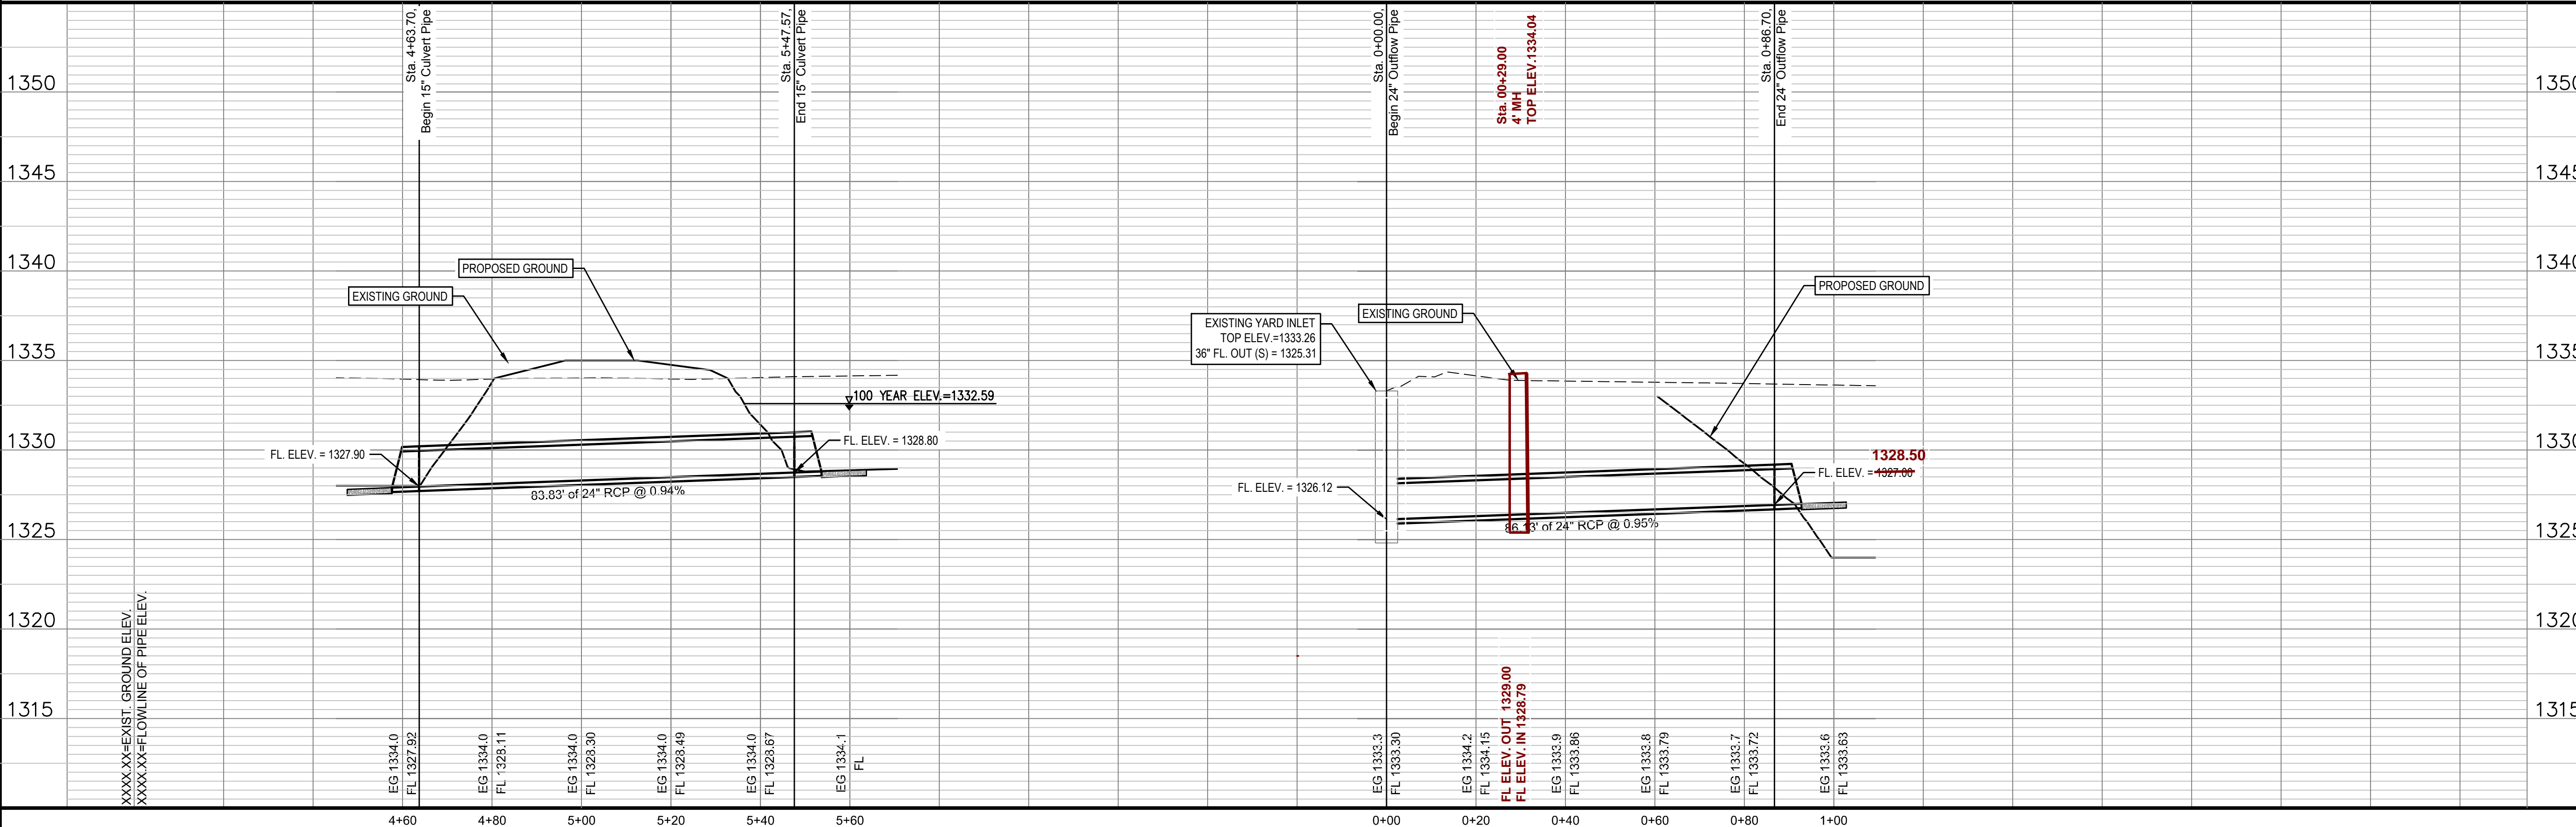 1350
1345
1340
1335
1330
1325
1320
1315
XXXX.XX=EXIST. GROUND ELEV.
XXXX.XX=FLOWLINE OF PIPE ELEV.
Sta. 4+63.70,
Begin 15" Culvert Pipe
Sta. 5+47.57,
End 15" Culvert Pipe
PROPOSED GROUND
EXISTING GROUND
100 YEAR ELEV.=1332.59
FL. ELEV. = 1328.80
FL. ELEV. = 1327.90
83.83' of 24" RCP @ 0.94%
EG 1334.0
FL 1327.92
EG 1334.0
FL 1328.11
EG 1334.0
FL 1328.30
EG 1334.0
FL 1328.49
EG 1334.0
FL 1328.67
EG 1334.1
FL
4+60
4+80
5+00
5+20
5+40
5+60
Sta. 0+00.00,
Begin 24" Outflow Pipe
Sta. 00+29.00
4' MH
TOP ELEV.1334.04
Sta. 0+86.70,
End 24" Outflow Pipe
PROPOSED GROUND
EXISTING GROUND
EXISTING YARD INLET
TOP ELEV.=1333.26
36" FL. OUT (S) = 1325.31
1328.50
FL. ELEV. = 1327.00
FL. ELEV. = 1326.12
86.13' of 24" RCP @ 0.95%
FL ELEV. OUT 1329.00
FL ELEV. IN 1328.79
EG 1333.3
FL 1333.30
EG 1334.2
FL 1334.15
EG 1333.9
FL 1333.86
EG 1333.8
FL 1333.79
EG 1333.7
FL 1333.72
EG 1333.6
FL 1333.63
0+00
0+20
0+40
0+60
0+80
1+00
1350
1345
1340
1335
1330
1325
1320
1315